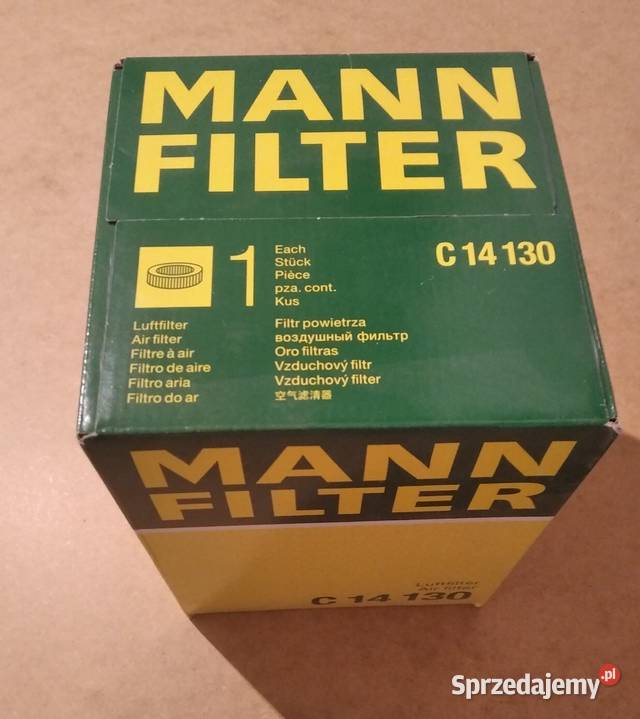 MANN
FILTER
C 14 130
1
Each
Stück
Pièce
pza. cont.
Kus
Luftfilter
Air filter
Filtre à air
Filtro de aire
Filtro aria
Filtro do ar
Filtr powietrza
воздушный фильтр
Oro filtras
Vzduchový filtr
Vzduchový filter
空气滤清器
MANN
FILTER
Luftfilter
Air filter
C 14 130
Sprzedajemy.pl